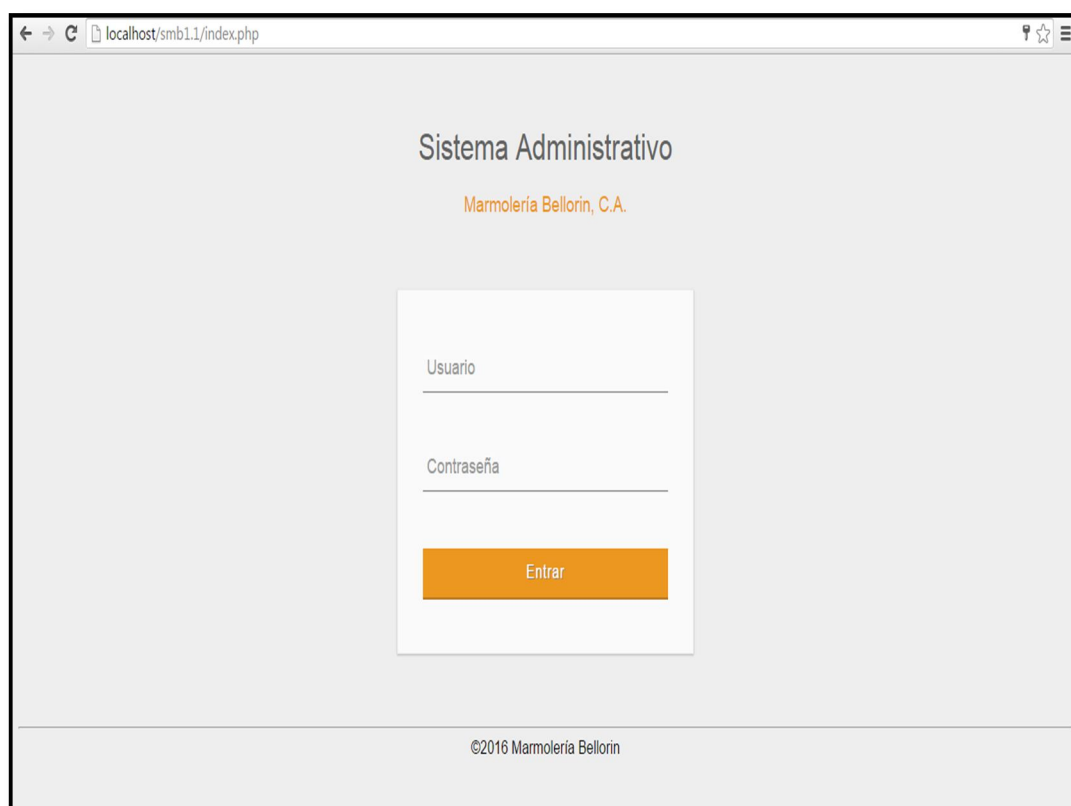 localhost/smb1.1/index.php
Sistema Administrativo
Marmolería Bellorin, C.A.
Usuario
Contraseña
Entrar
©2016 Marmolería Bellorin